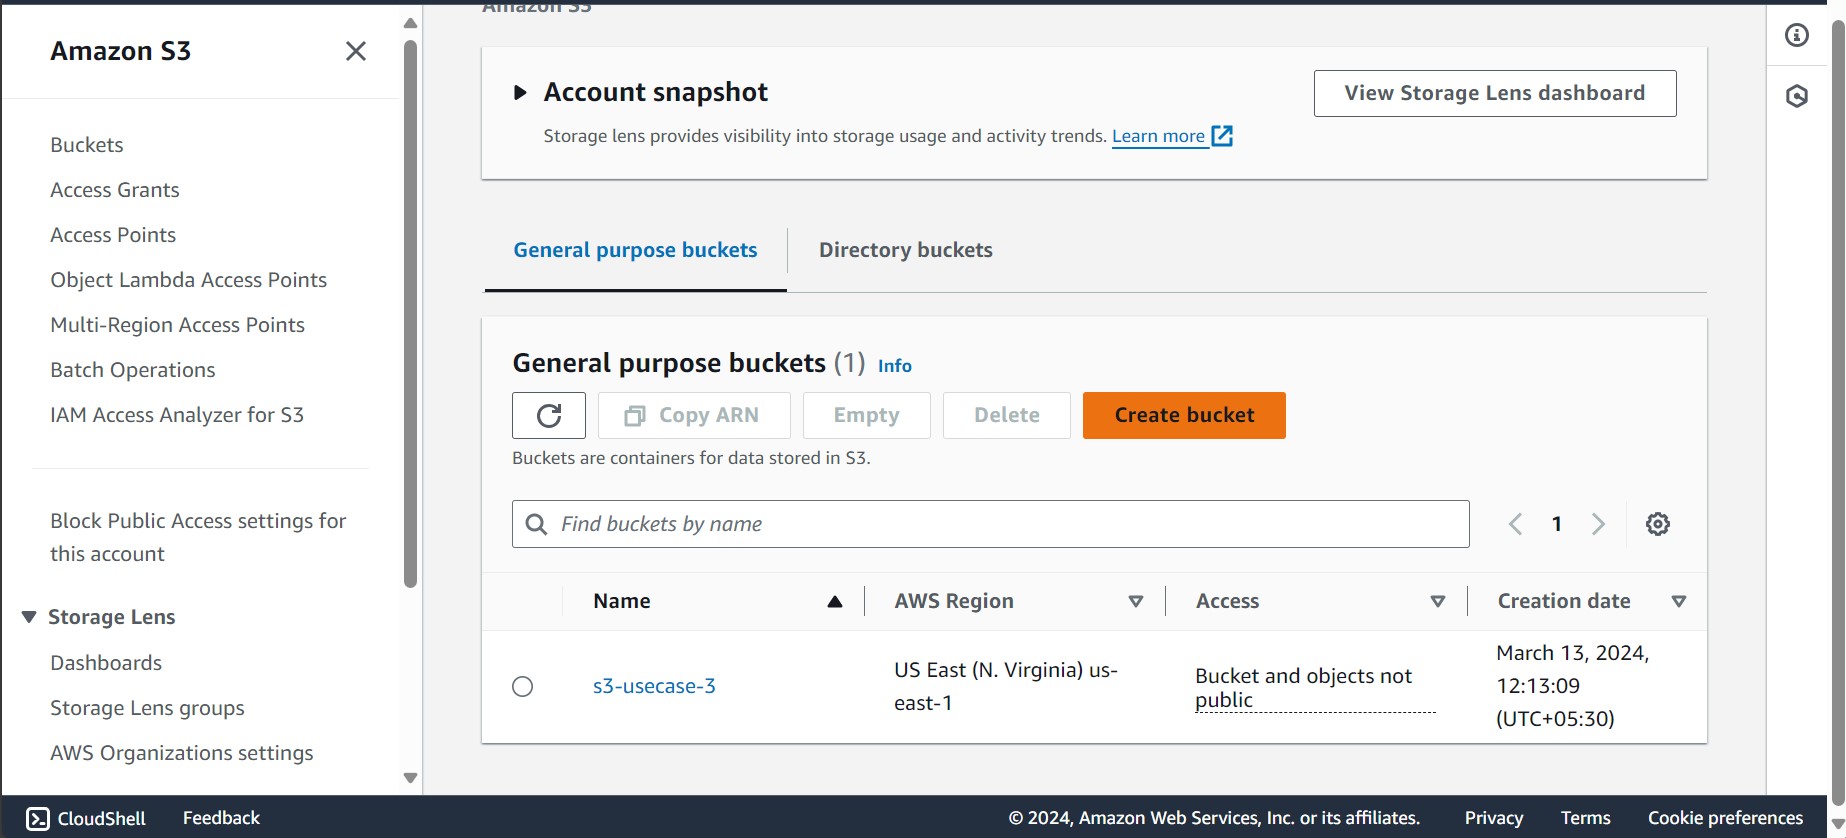 Amazon S3
Amazon S3
Buckets
Access Grants
Access Points
Object Lambda Access Points
Multi-Region Access Points
Batch Operations
IAM Access Analyzer for S3
Block Public Access settings for
this account
Storage Lens
Dashboards
Storage Lens groups
AWS Organizations settings
Account snapshot
View Storage Lens dashboard
Storage lens provides visibility into storage usage and activity trends. Learn more
General purpose buckets
Directory buckets
General purpose buckets (1) Info
Copy ARN
Empty
Delete
Create bucket
Buckets are containers for data stored in S3.
Find buckets by name
1
Name
AWS Region
Access
Creation date
s3-usecase-3
US East (N. Virginia) us-
east-1
Bucket and objects not
public
March 13, 2024,
12:13:09
(UTC+05:30)
CloudShell
Feedback
© 2024, Amazon Web Services, Inc. or its affiliates.
Privacy
Terms
Cookie preferences